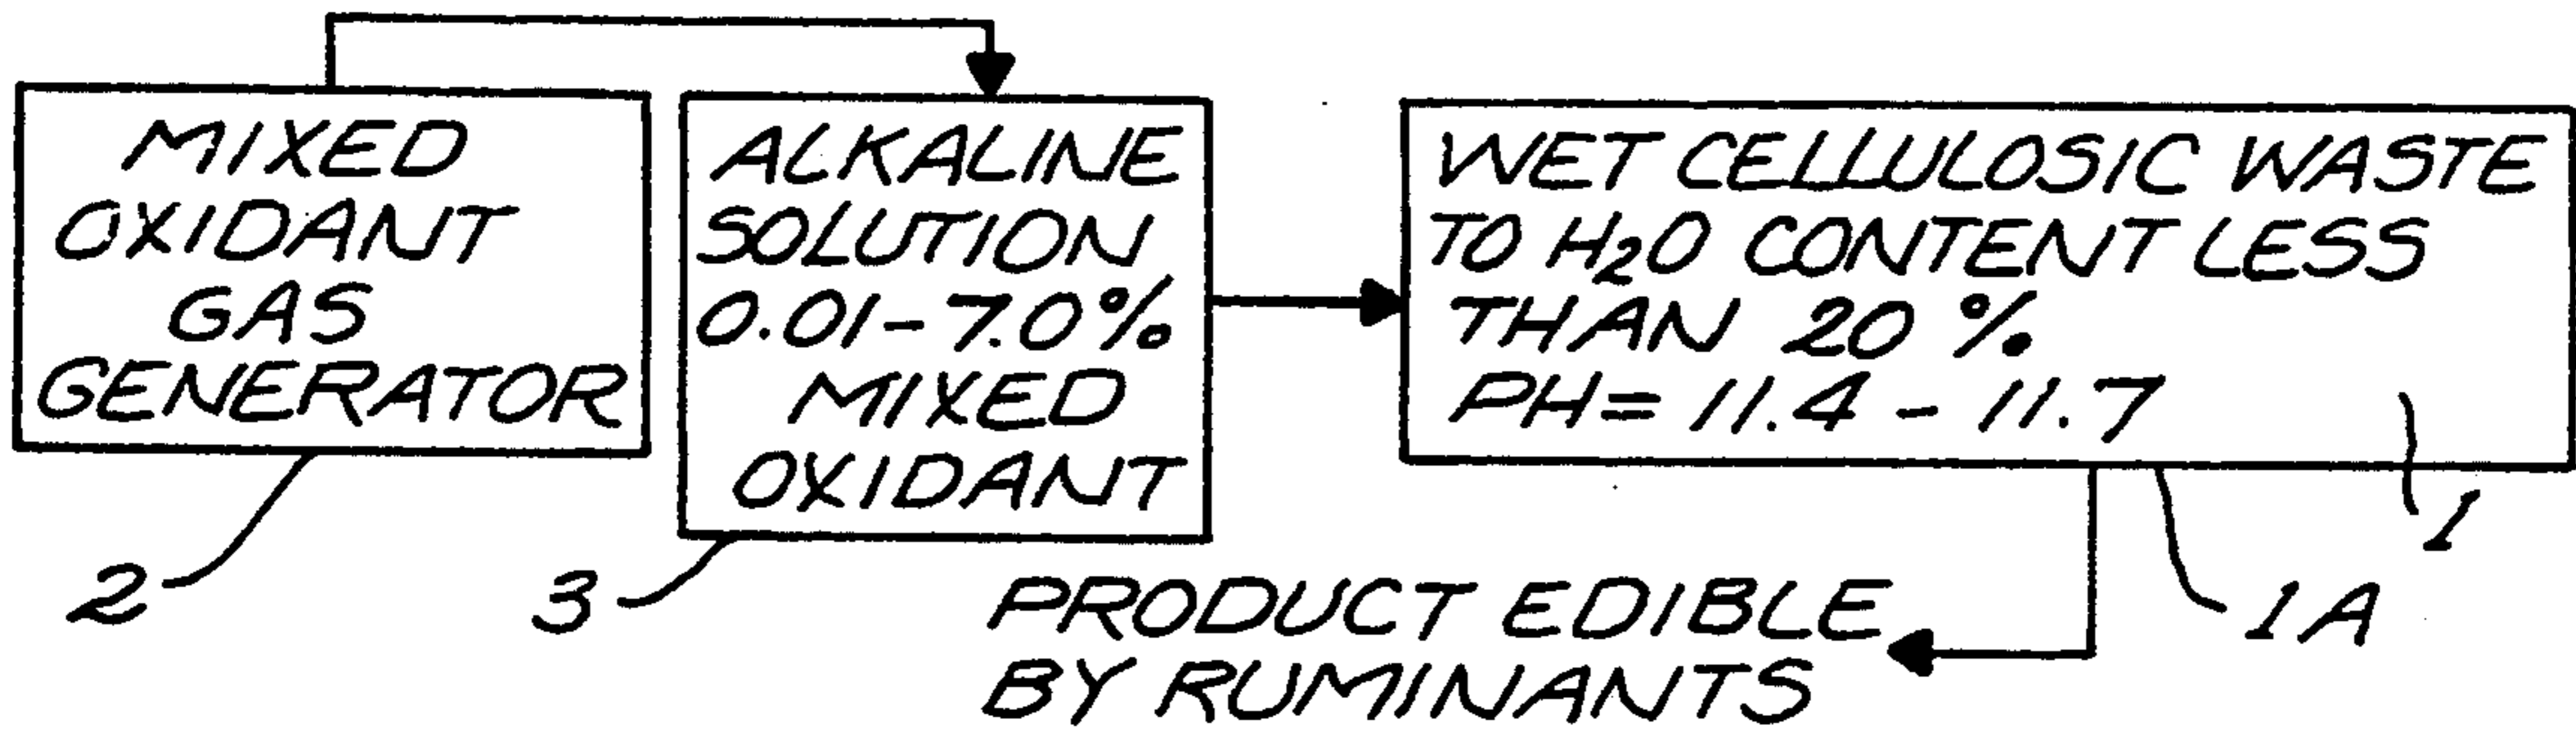 MIXED
OXIDANT
GAS
GENERATOR
2
ALKALINE
SOLUTION
0.01-7.0%
MIXED
OXIDANT
3
WET CELLULOSIC WASTE
TO H₂O CONTENT LESS
THAN 20 %
PH= 11.4 - 11.7
1
1A
PRODUCT EDIBLE
BY RUMINANTS